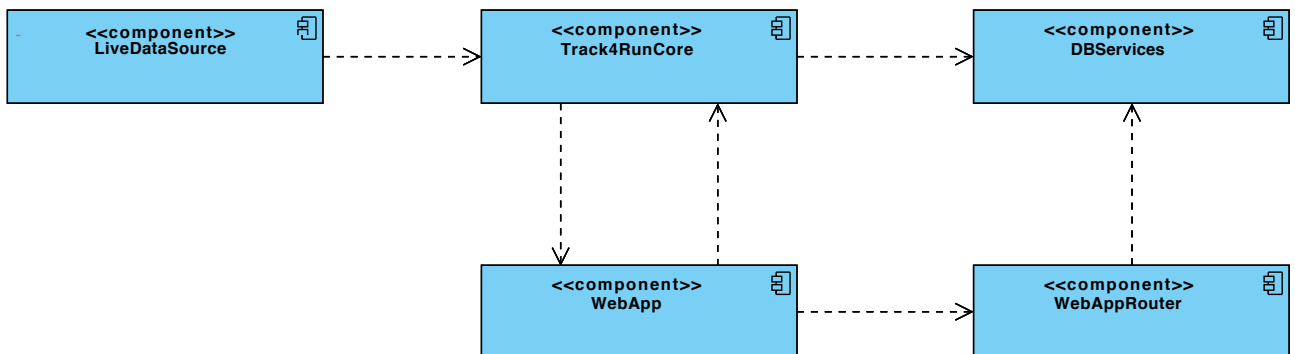 <<component>>
LiveDataSource
<<component>>
Track4RunCore
<<component>>
DBServices
<<component>>
WebApp
<<component>>
WebAppRouter